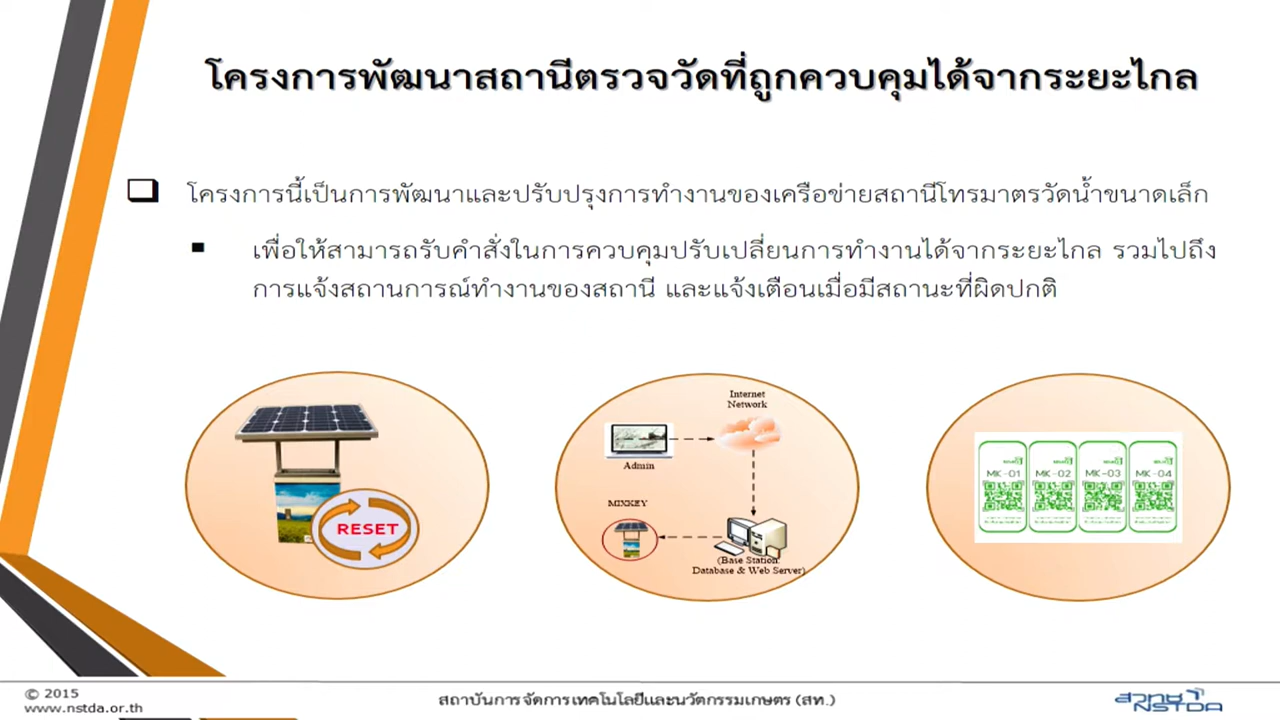 โครงการพัฒนาสถานีตรวจวัดที่ถูกควบคุมได้จากระยะไกล
โครงการนี้เป็นการพัฒนาและปรับปรุงการทำงานของเครือข่ายสถานีโทรมาตรวัดน้ำขนาดเล็ก
เพื่อให้สามารถรับคำสั่งในการควบคุมปรับเปลี่ยนการทำงานได้จากระยะไกล รวมไปถึง
การแจ้งสถานการณ์ทำงานของสถานี และแจ้งเตือนเมื่อมีสถานะที่ผิดปกติ
RESET
Internet
Network
Admin
MIXKEY
(Base Station:
Database & Web Server)
MK-01 MK-02 MK-03 MK-04
© 2015
www.nstda.or.th
สถาบันการจัดการเทคโนโลยีและนวัตกรรมเกษตร (สท.)
สวทช
NSTDA